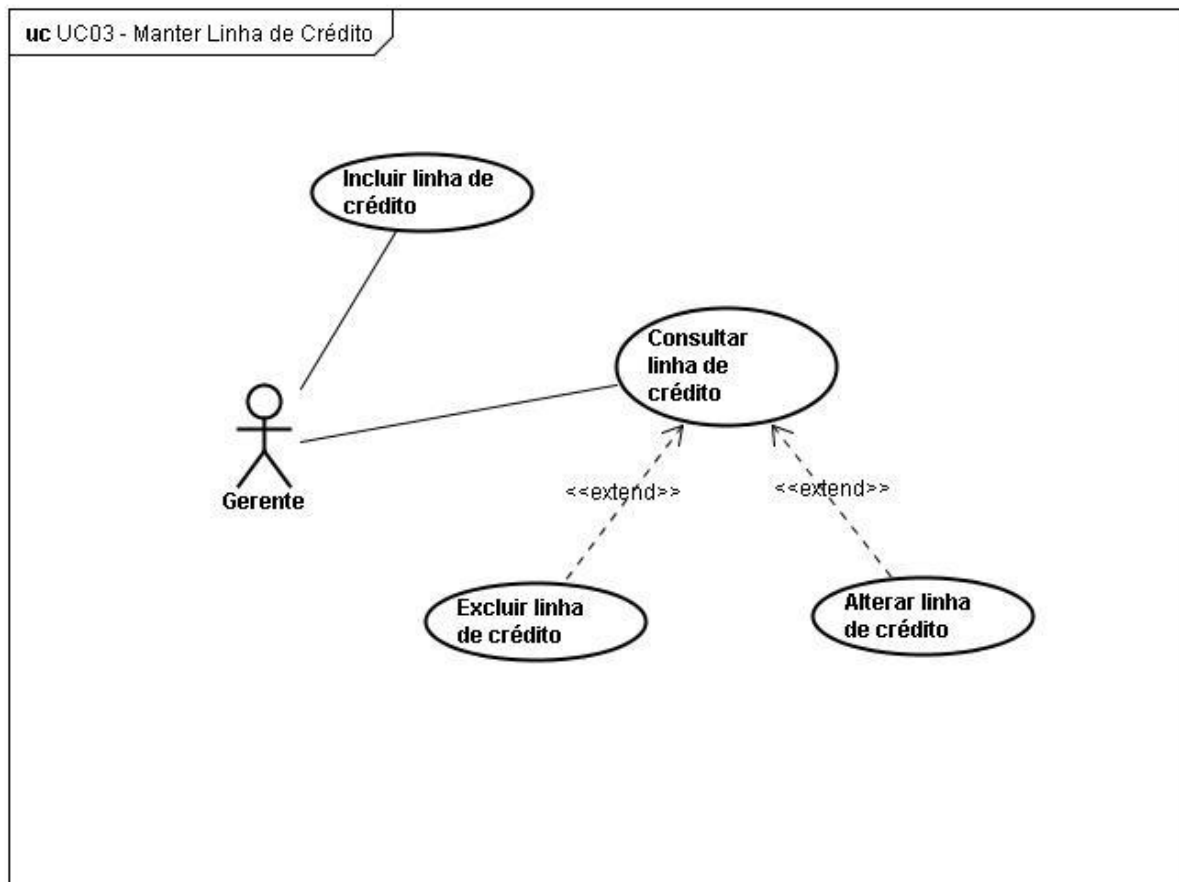 uc UC03 - Manter Linha de Crédito
Incluir linha de
crédito
Consultar
linha de
crédito
Gerente
<<extend>>
<<extend>>
Excluir linha
de crédito
Alterar linha
de crédito